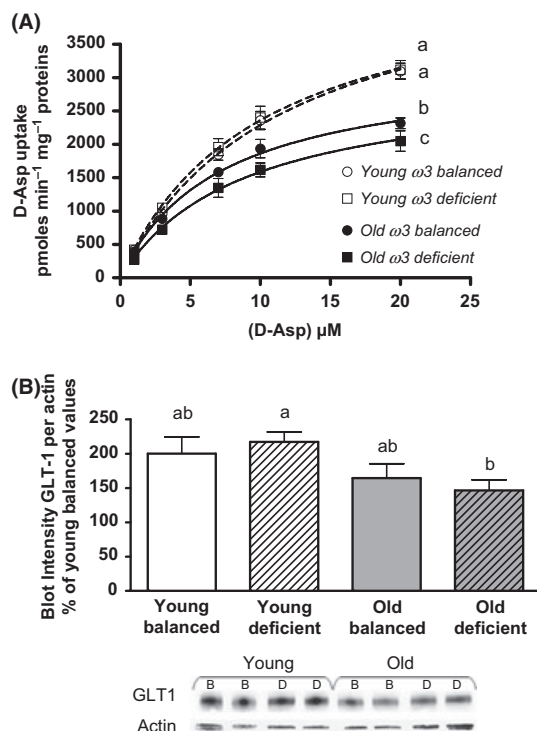 (A)
a
a
b
c
3500
3000
2500
2000
1500
1000
500
0
D-Asp uptake
pmoles min⁻¹ mg⁻¹ proteins
Young ω3 balanced
Young ω3 deficient
Old ω3 balanced
Old ω3 deficient
0 5 10 15 20 25
(D-Asp) μM
(B)
ab a ab b
250
200
150
100
50
0
Blot Intensity GLT-1 per actin
% of young balanced values
Young balanced
Young deficient
Old balanced
Old deficient
Young Old
B B D D B B D D
GLT1
Actin